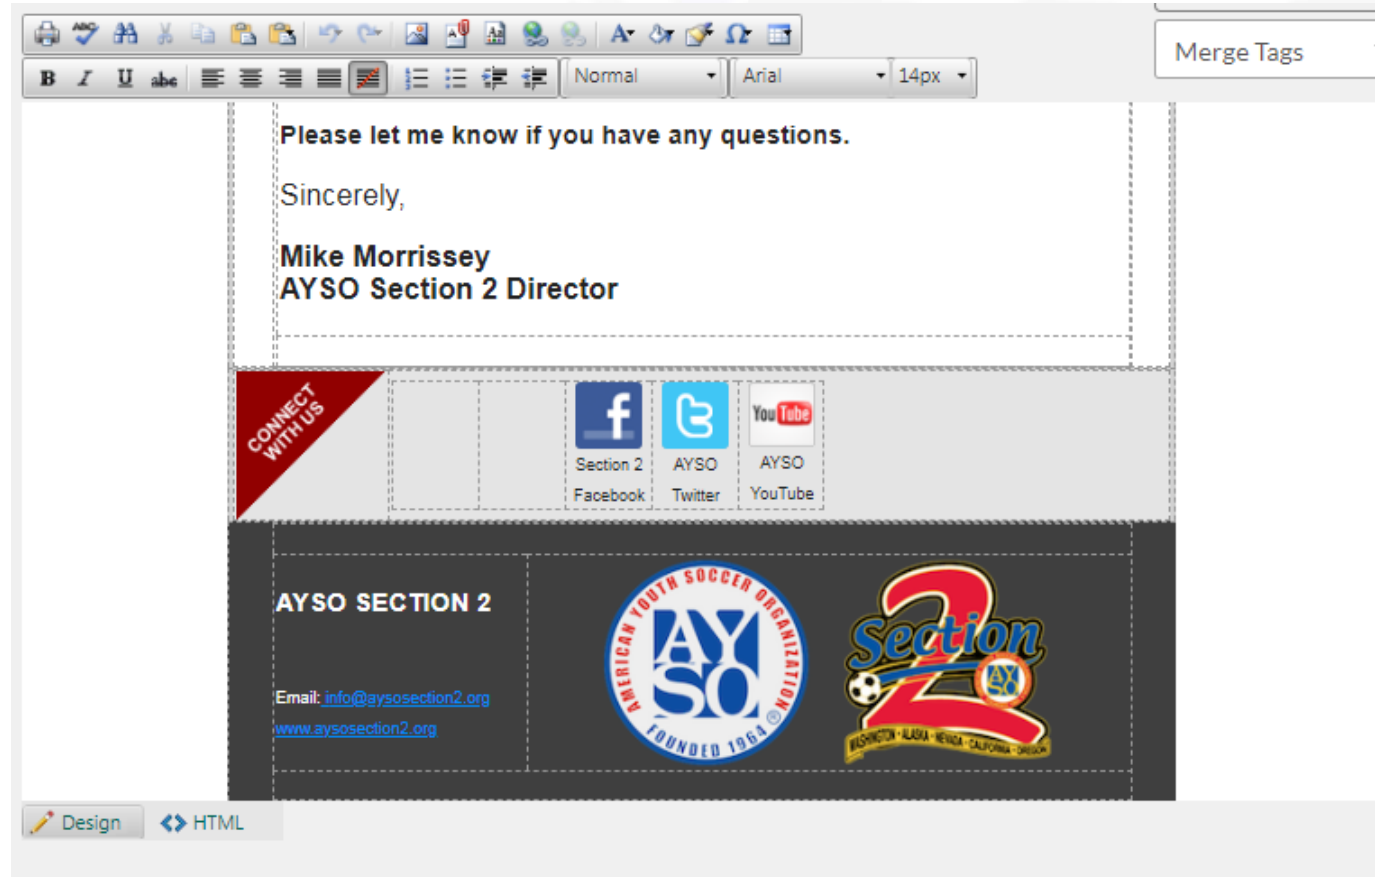 ABC
A
Merge Tags
B I U abc
Normal
Arial
14px
Please let me know if you have any questions.
Sincerely,
Mike Morrissey
AYSO Section 2 Director
CONNECT
WITH US
f
t
You Tube
Section 2
Facebook
AYSO
Twitter
AYSO
YouTube
AYSO SECTION 2
Email: info@aysosection2.org
www.aysosection2.org
AMERICAN YOUTH SOCCER ORGANIZATION
AYSO
®
FOUNDED 1964
2
Section
AYSO
WASHINGTON - ALASKA - NEVADA - CALIFORNIA - OREGON
Design
HTML